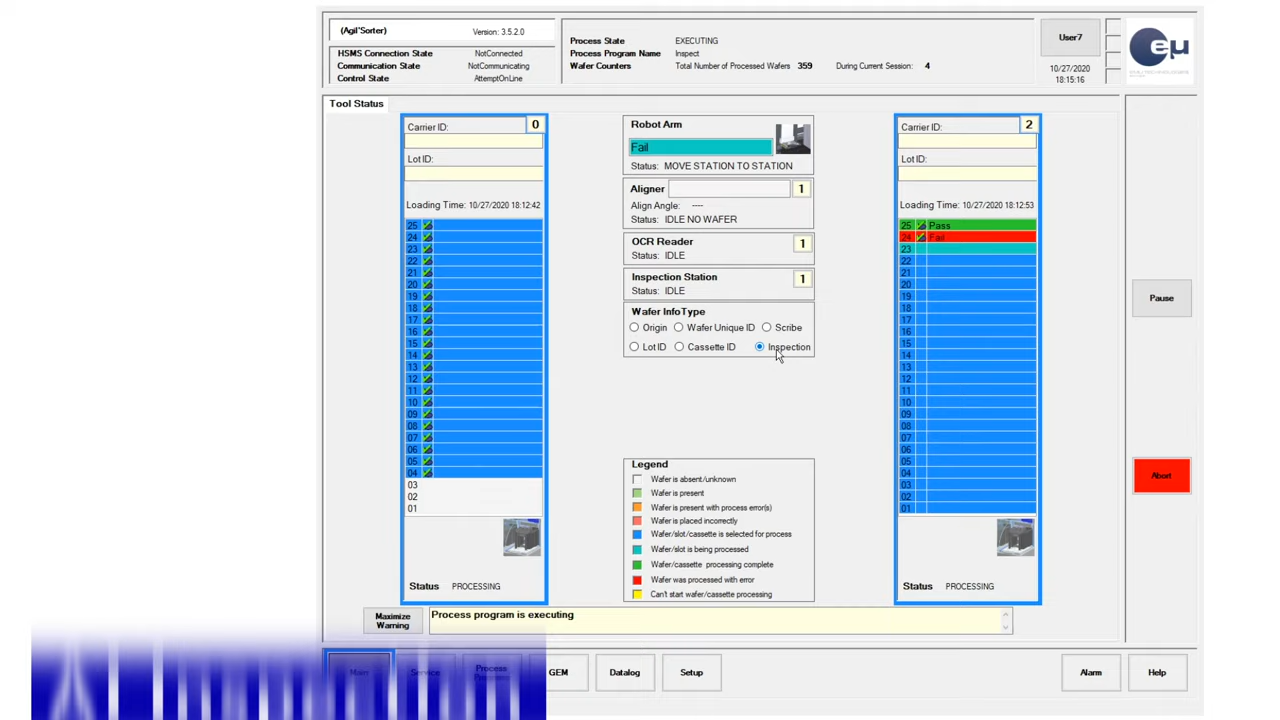 (Agil'Sorter) Version: 3.5.2.0
HSMS Connection State NotConnected
Communication State NotCommunicating
Control State AttemptOnLine
Process State EXECUTING
Process Program Name Inspect
Wafer Counters Total Number of Processed Wafers 359 During Current Session: 4
User7
10/27/2020
18:15:16
eµ
Tool Status
Carrier ID: 0
Lot ID:
Loading Time: 10/27/2020 18:12:42
25
24
23
22
21
20
19
18
17
16
15
14
13
12
11
10
09
08
07
06
05
04
03
02
01
Status PROCESSING
Robot Arm
Fail
Status: MOVE STATION TO STATION
Aligner 1
Align Angle: ----
Status: IDLE NO WAFER
OCR Reader 1
Status: IDLE
Inspection Station 1
Status: IDLE
Wafer InfoType
Origin Wafer Unique ID Scribe
Lot ID Cassette ID Inspection
Legend
Wafer is absent/unknown
Wafer is present
Wafer is present with process error(s)
Wafer is placed incorrectly
Wafer/slot/cassette is selected for process
Wafer/slot is being processed
Wafer/cassette processing complete
Wafer was processed with error
Can't start wafer/cassette processing
Carrier ID: 2
Lot ID:
Loading Time: 10/27/2020 18:12:53
25 Pass
24 Fail
23
22
21
20
19
18
17
16
15
14
13
12
11
10
09
08
07
06
05
04
03
02
01
Status PROCESSING
Pause
Abort
Maximize
Warning
Process program is executing
Main Service Process GEM Datalog Setup Alarm Help